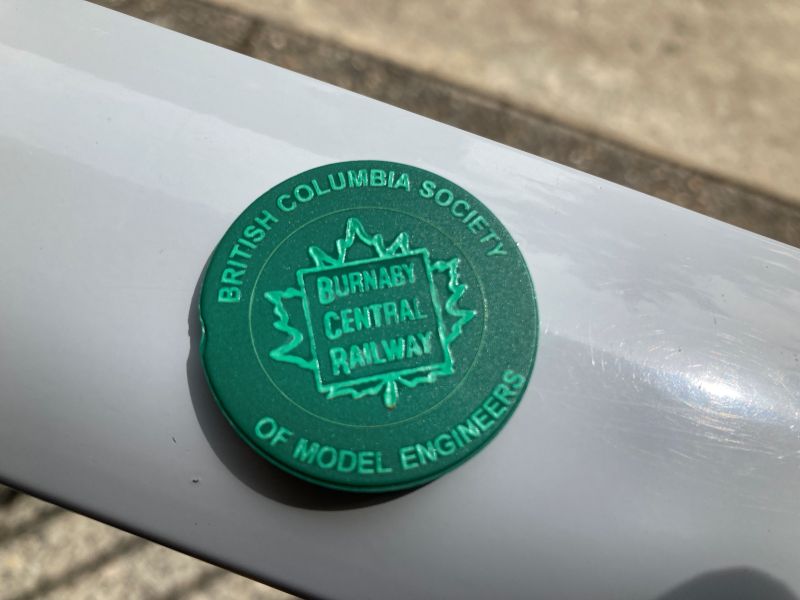 BRITISH COLUMBIA SOCIETY
BURNABY
CENTRAL
RAILWAY
OF MODEL ENGINEERS